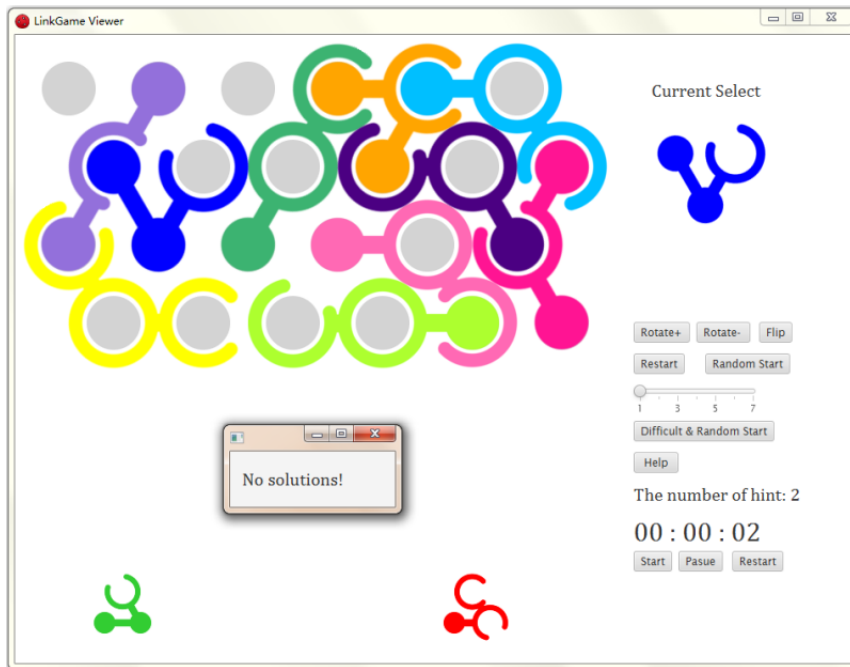 LinkGame Viewer
Current Select
Rotate+ Rotate- Flip
Restart Random Start
1 3 5 7
Difficult & Random Start
Help
No solutions!
The number of hint: 2
00 : 00 : 02
Start Pasue Restart